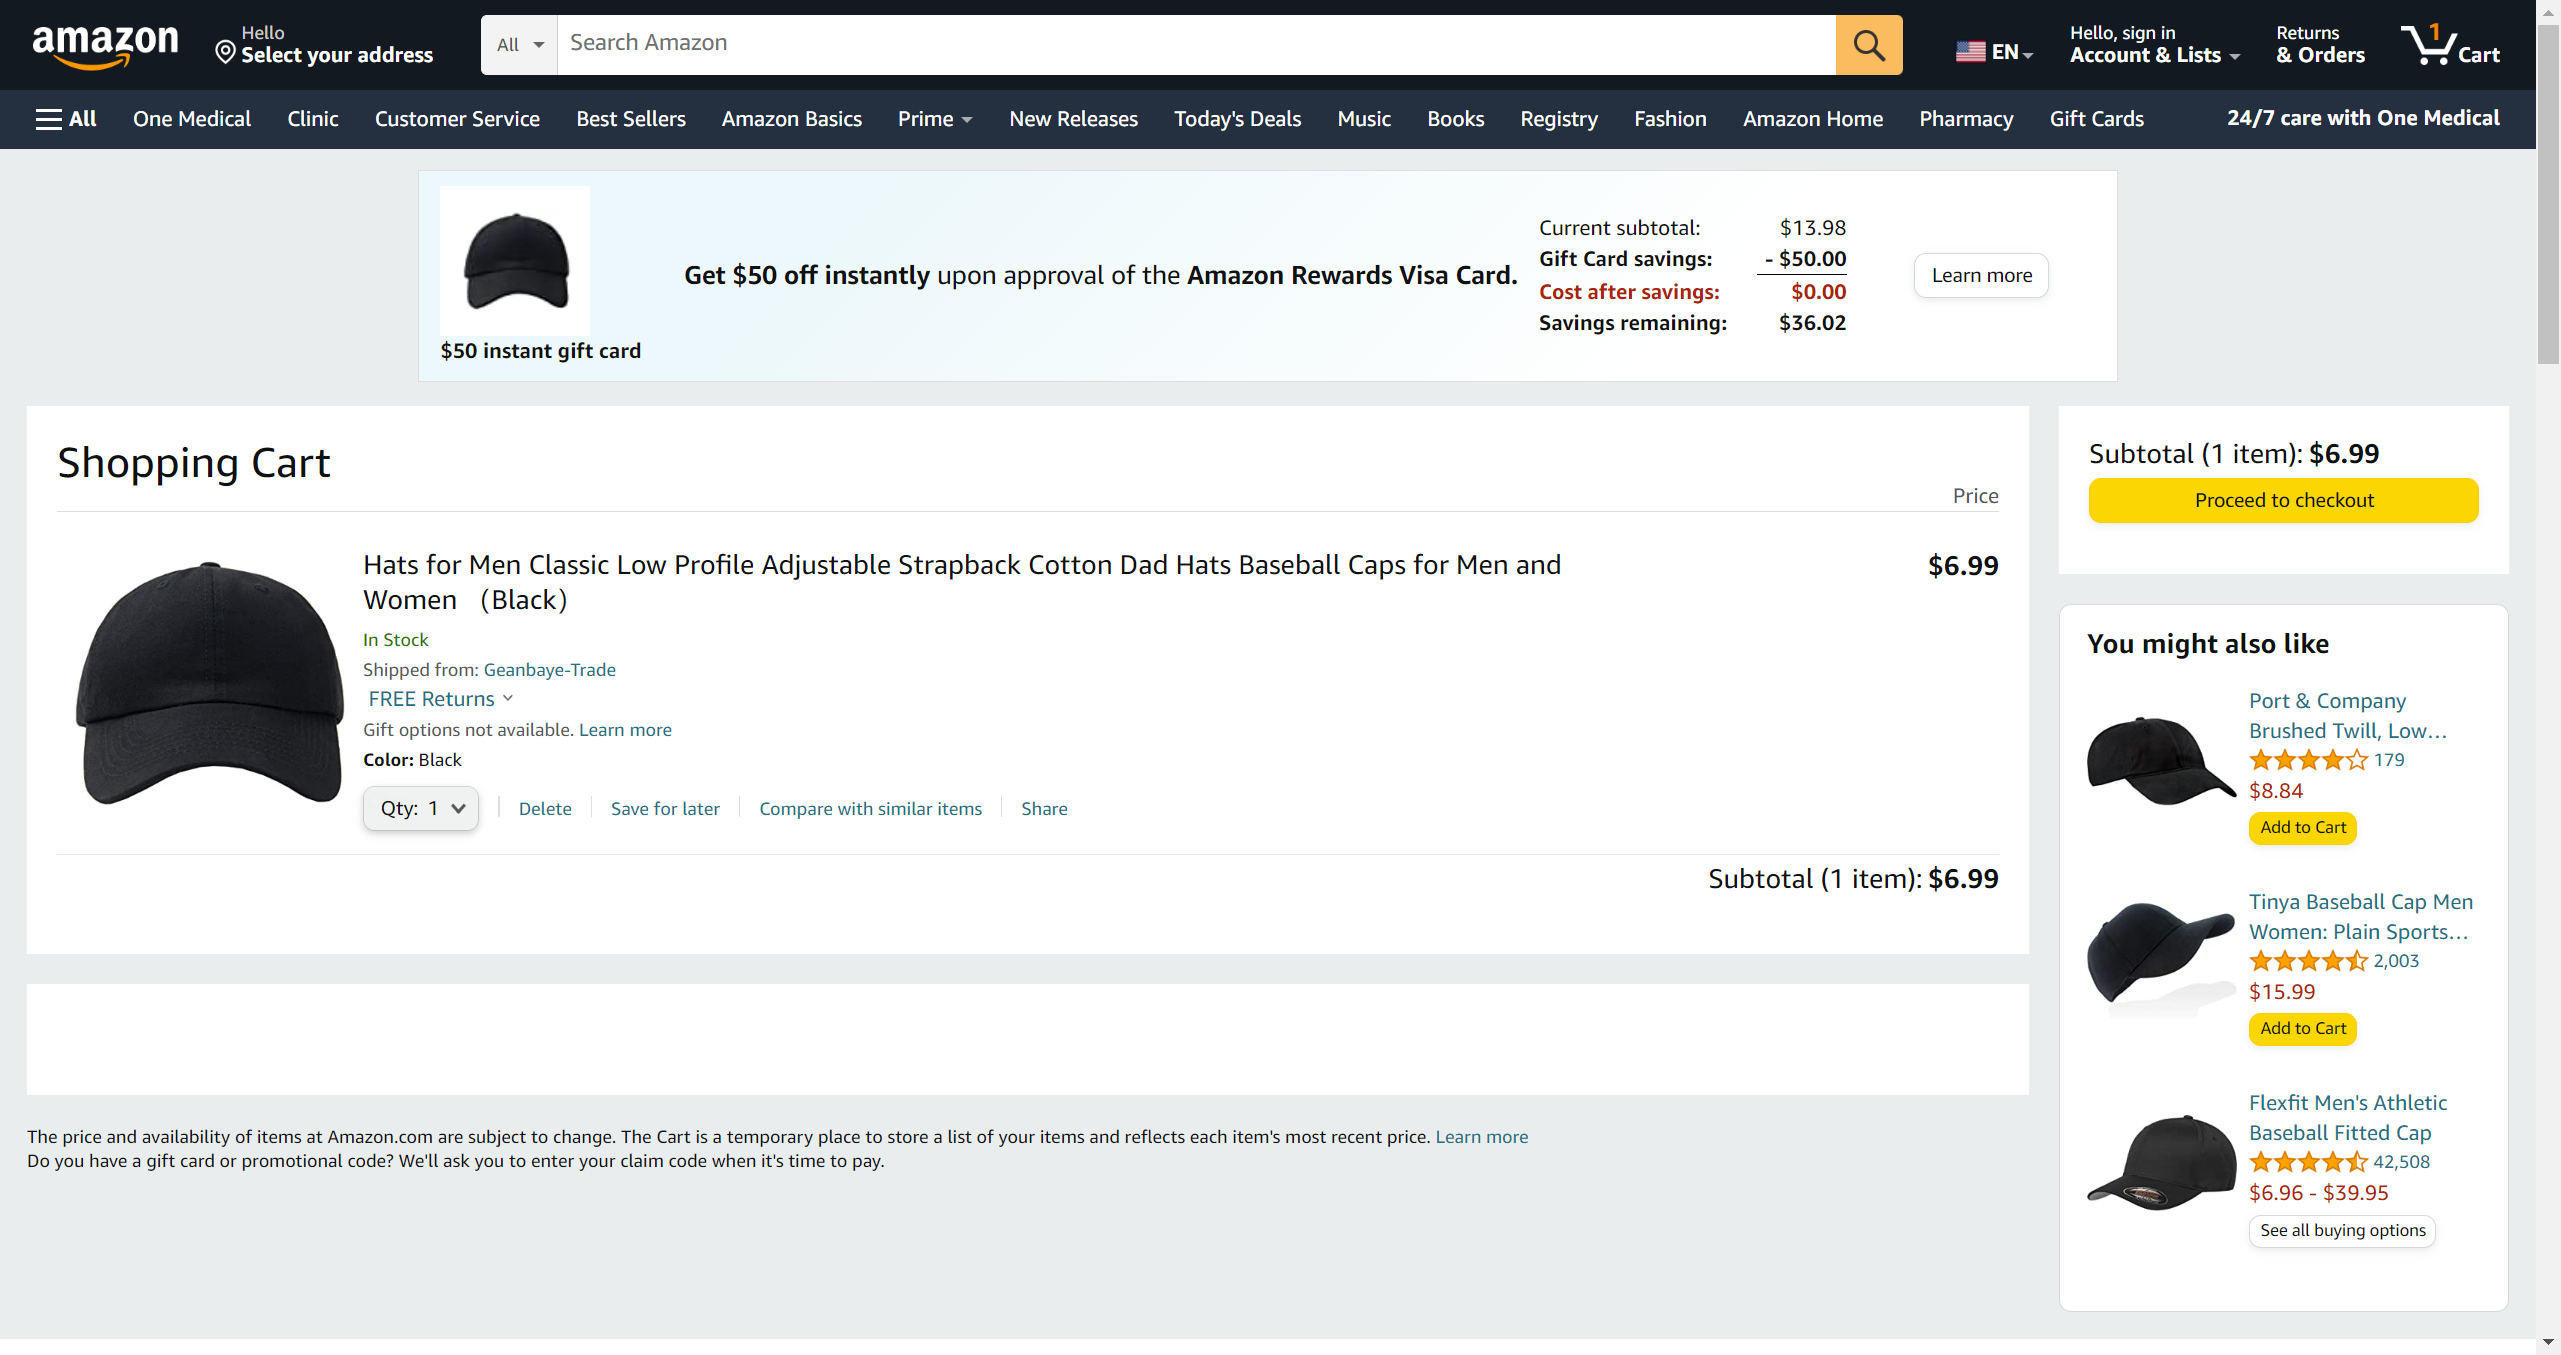 amazon
Hello
Select your address
All
Search Amazon
EN
Hello, sign in
Account & Lists
Returns
& Orders
1
Cart
All
One Medical
Clinic
Customer Service
Best Sellers
Amazon Basics
Prime
New Releases
Today's Deals
Music
Books
Registry
Fashion
Amazon Home
Pharmacy
Gift Cards
24/7 care with One Medical
$50 instant gift card
Get $50 off instantly upon approval of the Amazon Rewards Visa Card.
Current subtotal: $13.98
Gift Card savings: - $50.00
Cost after savings: $0.00
Savings remaining: $36.02
Learn more
Shopping Cart
Price
Hats for Men Classic Low Profile Adjustable Strapback Cotton Dad Hats Baseball Caps for Men and
Women （Black）
$6.99
In Stock
Shipped from: Geanbaye-Trade
FREE Returns
Gift options not available. Learn more
Color: Black
Qty: 1
Delete
Save for later
Compare with similar items
Share
Subtotal (1 item): $6.99
The price and availability of items at Amazon.com are subject to change. The Cart is a temporary place to store a list of your items and reflects each item's most recent price. Learn more
Do you have a gift card or promotional code? We'll ask you to enter your claim code when it's time to pay.
Subtotal (1 item): $6.99
Proceed to checkout
You might also like
Port & Company
Brushed Twill, Low…
179
$8.84
Add to Cart
Tinya Baseball Cap Men
Women: Plain Sports…
2,003
$15.99
Add to Cart
Flexfit Men's Athletic
Baseball Fitted Cap
42,508
$6.96 - $39.95
See all buying options